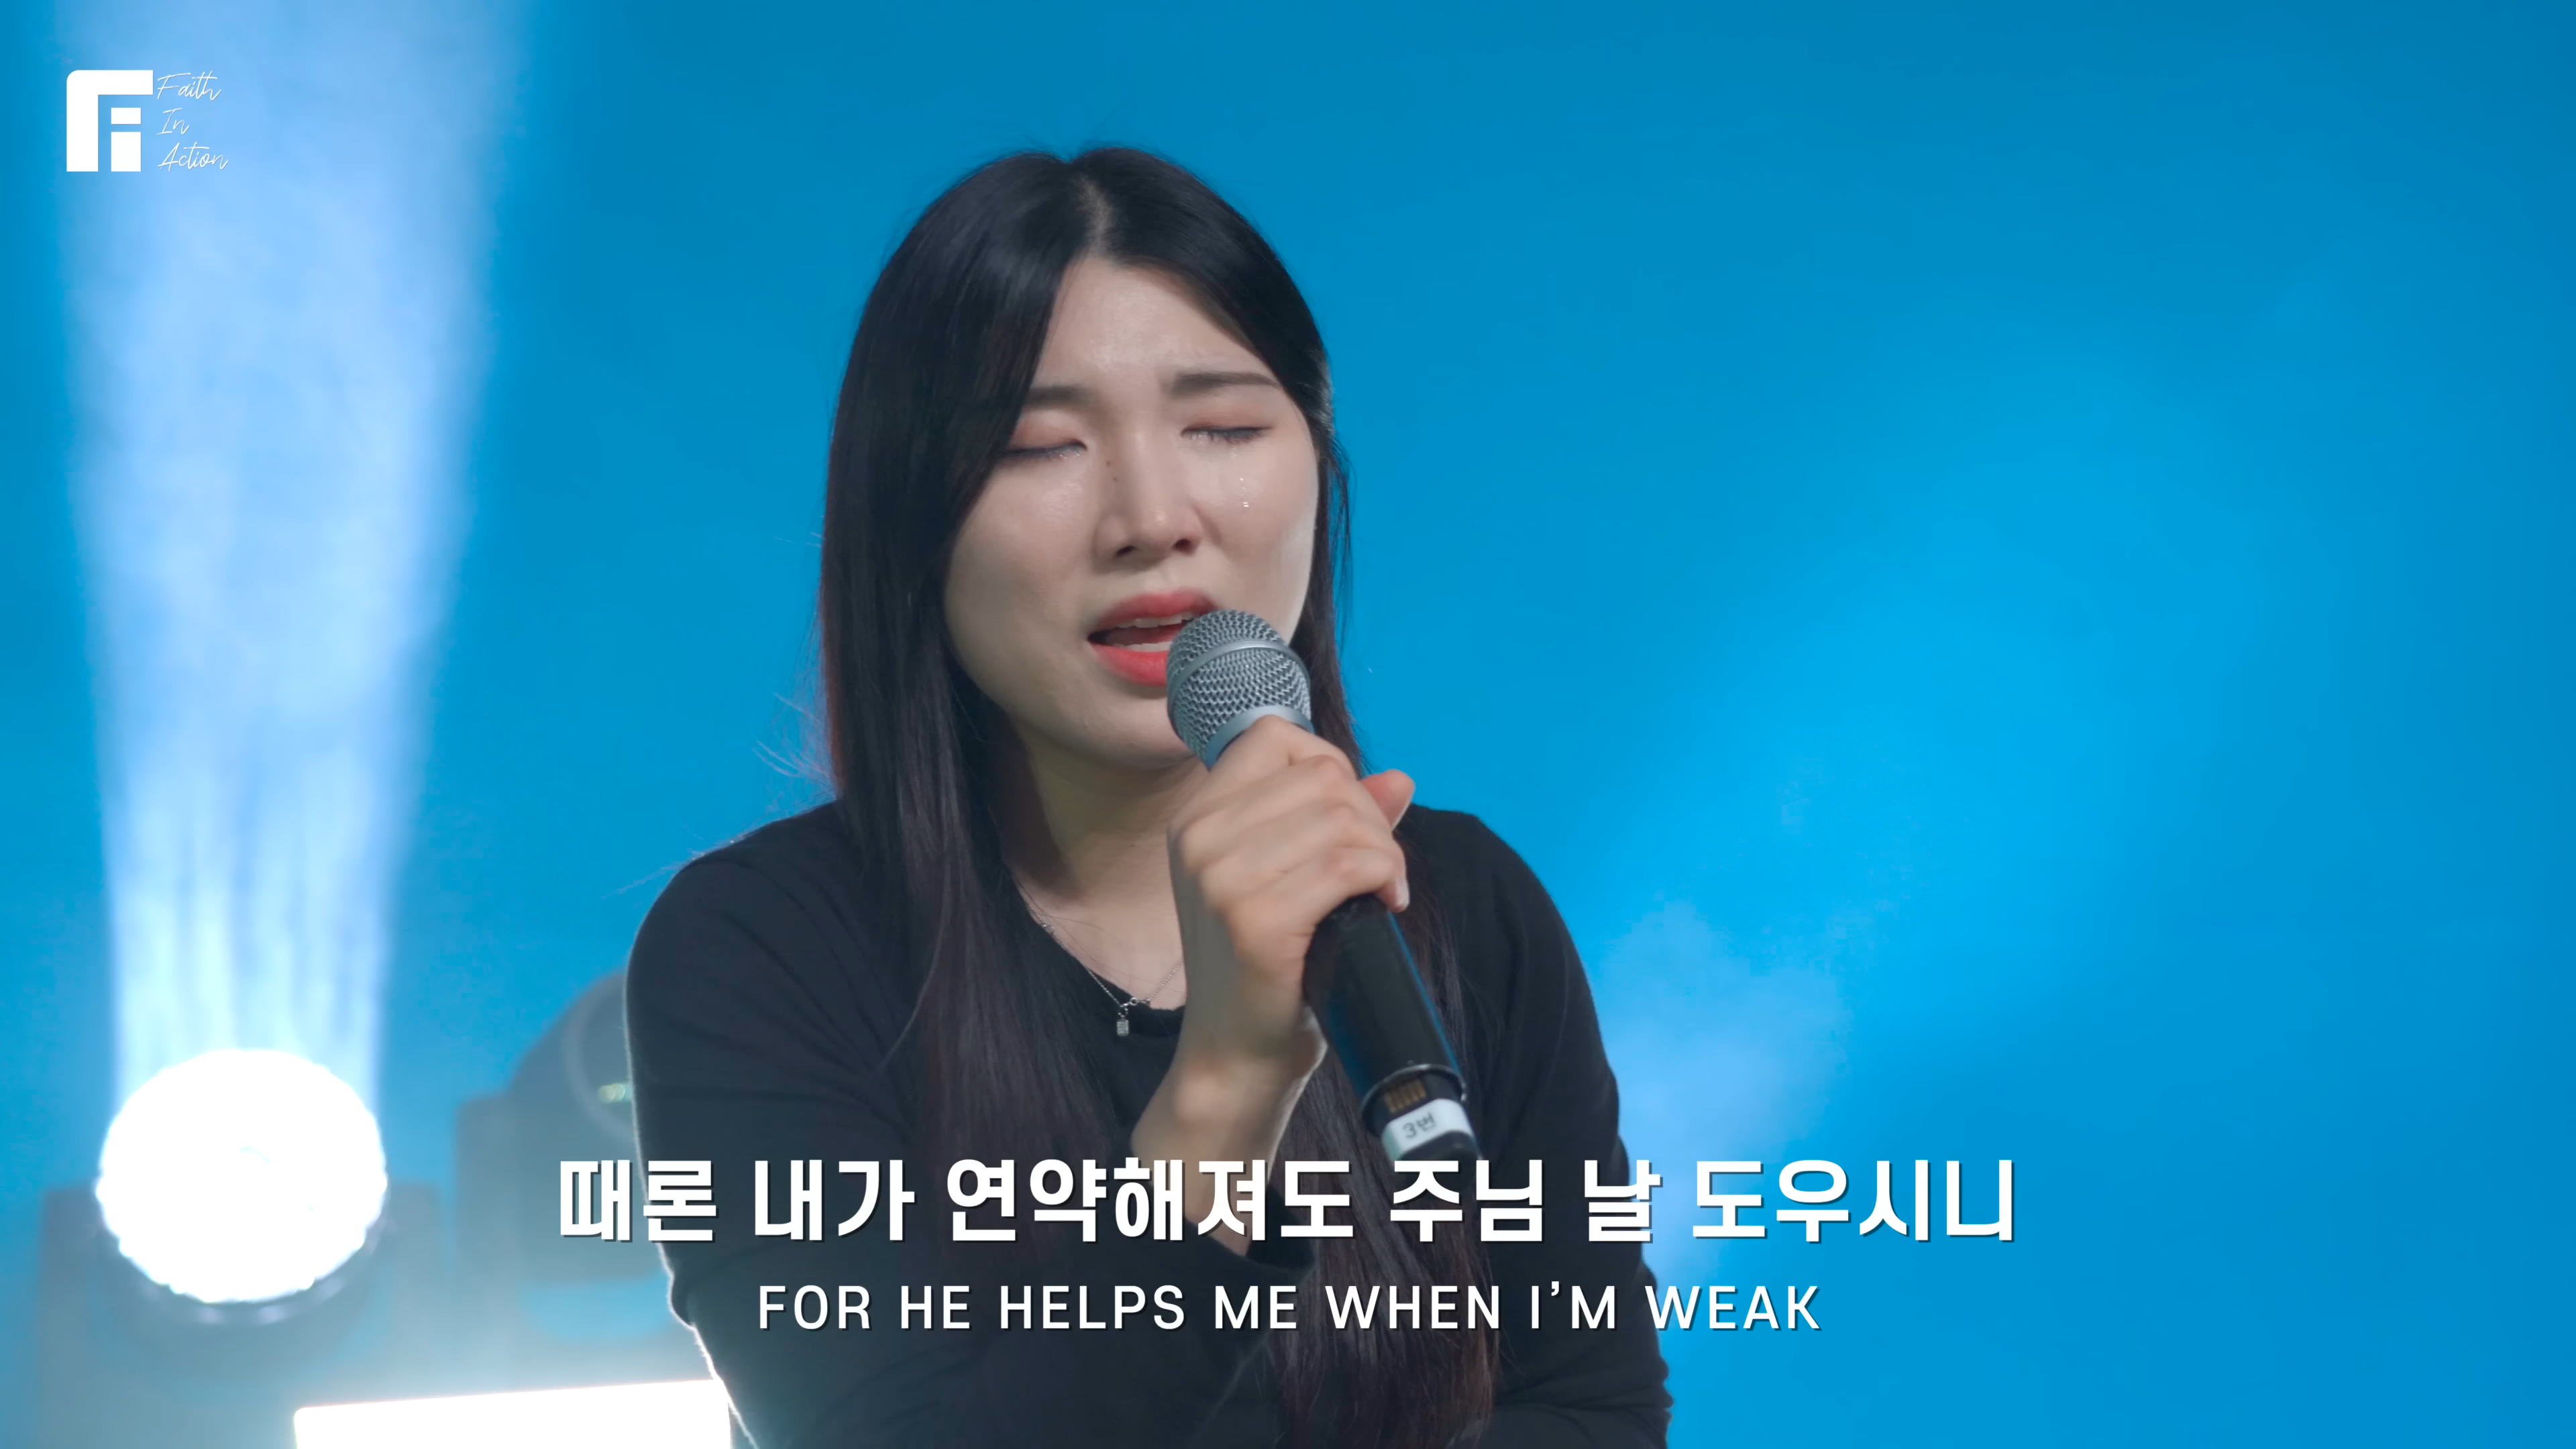 Faith
In
Action
3번
때론 내가 연약해져도 주님 날 도우시니
FOR HE HELPS ME WHEN I'M WEAK